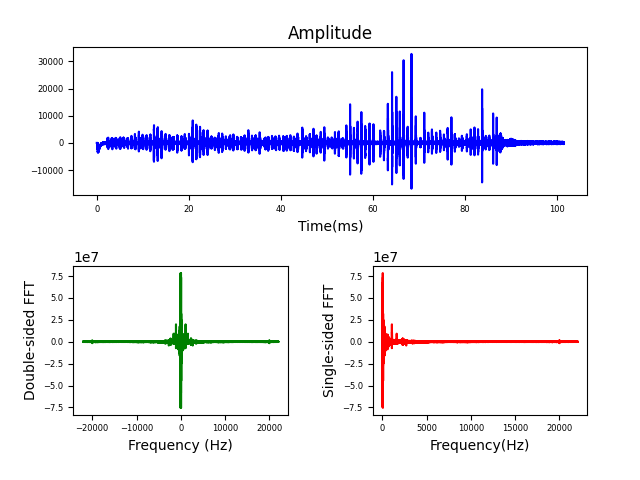 Amplitude
30000
20000
10000
0
−10000
0 20 40 60 80 100
Time(ms)
1e7
Double-sided FFT
7.5
5.0
2.5
0.0
−2.5
−5.0
−7.5
−20000 −10000 0 10000 20000
Frequency (Hz)
1e7
Single-sided FFT
7.5
5.0
2.5
0.0
−2.5
−5.0
−7.5
0 5000 10000 15000 20000
Frequency(Hz)